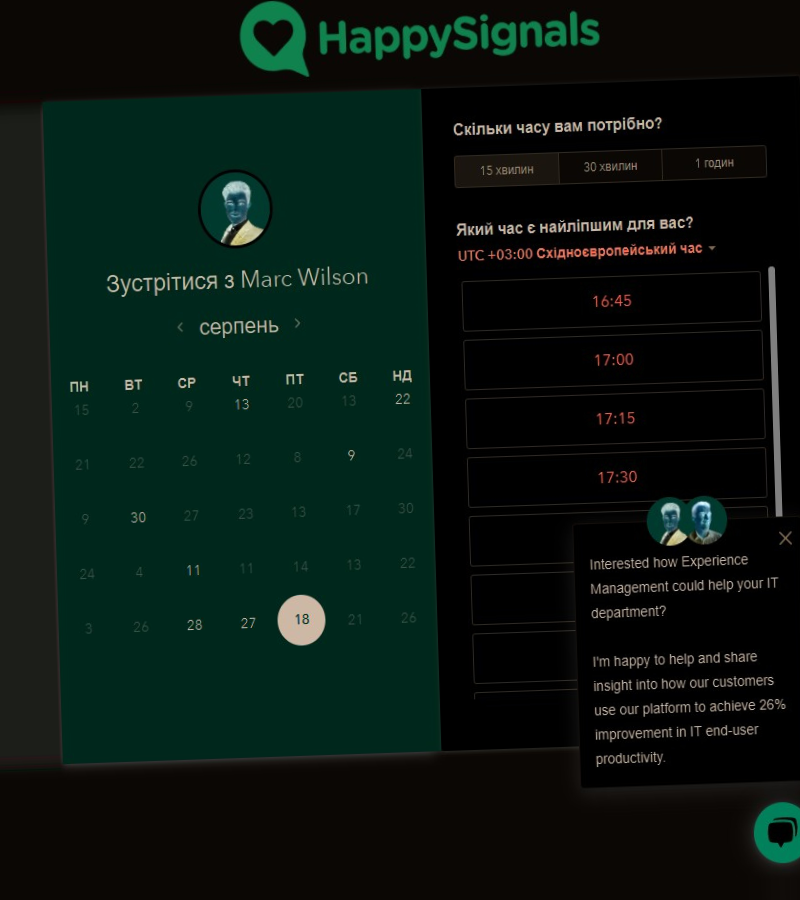 HappySignals
Зустрітися з Marc Wilson
серпень
ПН ВТ СР ЧТ ПТ СБ НД
15 2 9 13 20 13 22
21 22 26 12 8 9 24
9 30 27 23 13 17 30
24 4 11 11 14 13 22
3 26 28 27 18 21 26
Скільки часу вам потрібно?
15 хвилин 30 хвилин 1 годин
Який час є найліпшим для вас?
UTC +03:00 Східноєвропейський час
16:45
17:00
17:15
17:30
Interested how Experience
Management could help your IT
department?
I'm happy to help and share
insight into how our customers
use our platform to achieve 26%
improvement in IT end-user
productivity.